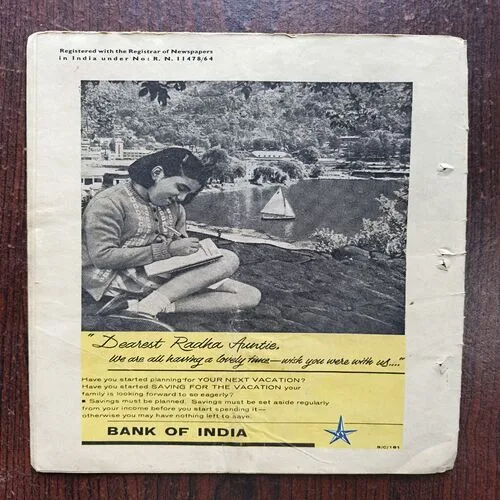 Registered with the Registrar of Newspapers
in India under No: R. N. 11478/64
"Dearest Radha Auntie,
We are all having a lovely time — wish you were with us...."
Have you started planning for YOUR NEXT VACATION?
Have you started SAVING FOR THE VACATION your
family is looking forward to so eagerly?
■ Savings must be planned. Savings must be set aside regularly
from your income before you start spending it—
otherwise you may have nothing left to save.
BANK OF INDIA
B/C/181